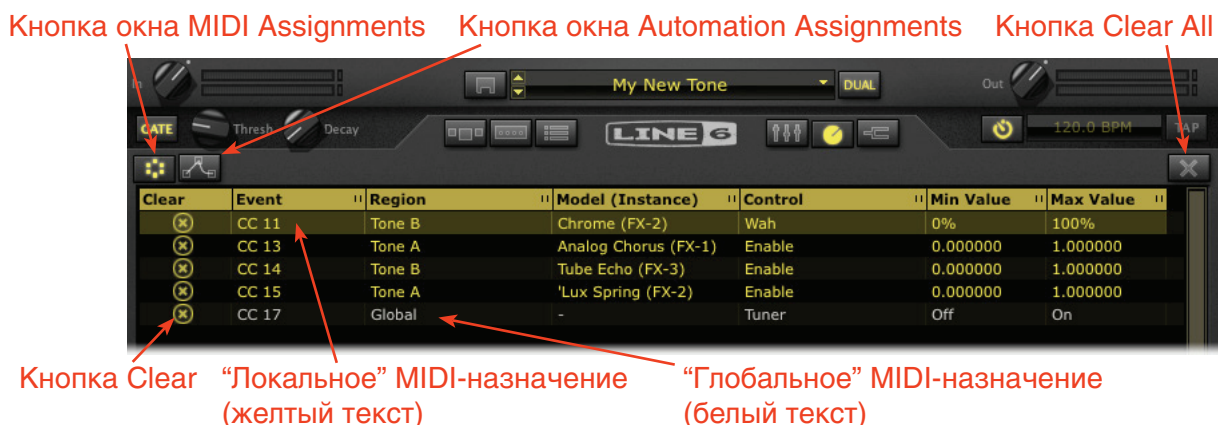 Кнопка окна MIDI Assignments Кнопка окна Automation Assignments Кнопка Clear All
In My New Tone DUAL Out
GATE Thresh Decay LINE 6 120.0 BPM TAP
Clear Event Region Model (Instance) Control Min Value Max Value
CC 11 Tone B Chrome (FX-2) Wah 0% 100%
CC 13 Tone A Analog Chorus (FX-1) Enable 0.000000 1.000000
CC 14 Tone B Tube Echo (FX-3) Enable 0.000000 1.000000
CC 15 Tone A 'Lux Spring (FX-2) Enable 0.000000 1.000000
CC 17 Global - Tuner Off On
Кнопка Clear “Локальное” MIDI-назначение “Глобальное” MIDI-назначение
(желтый текст) (белый текст)